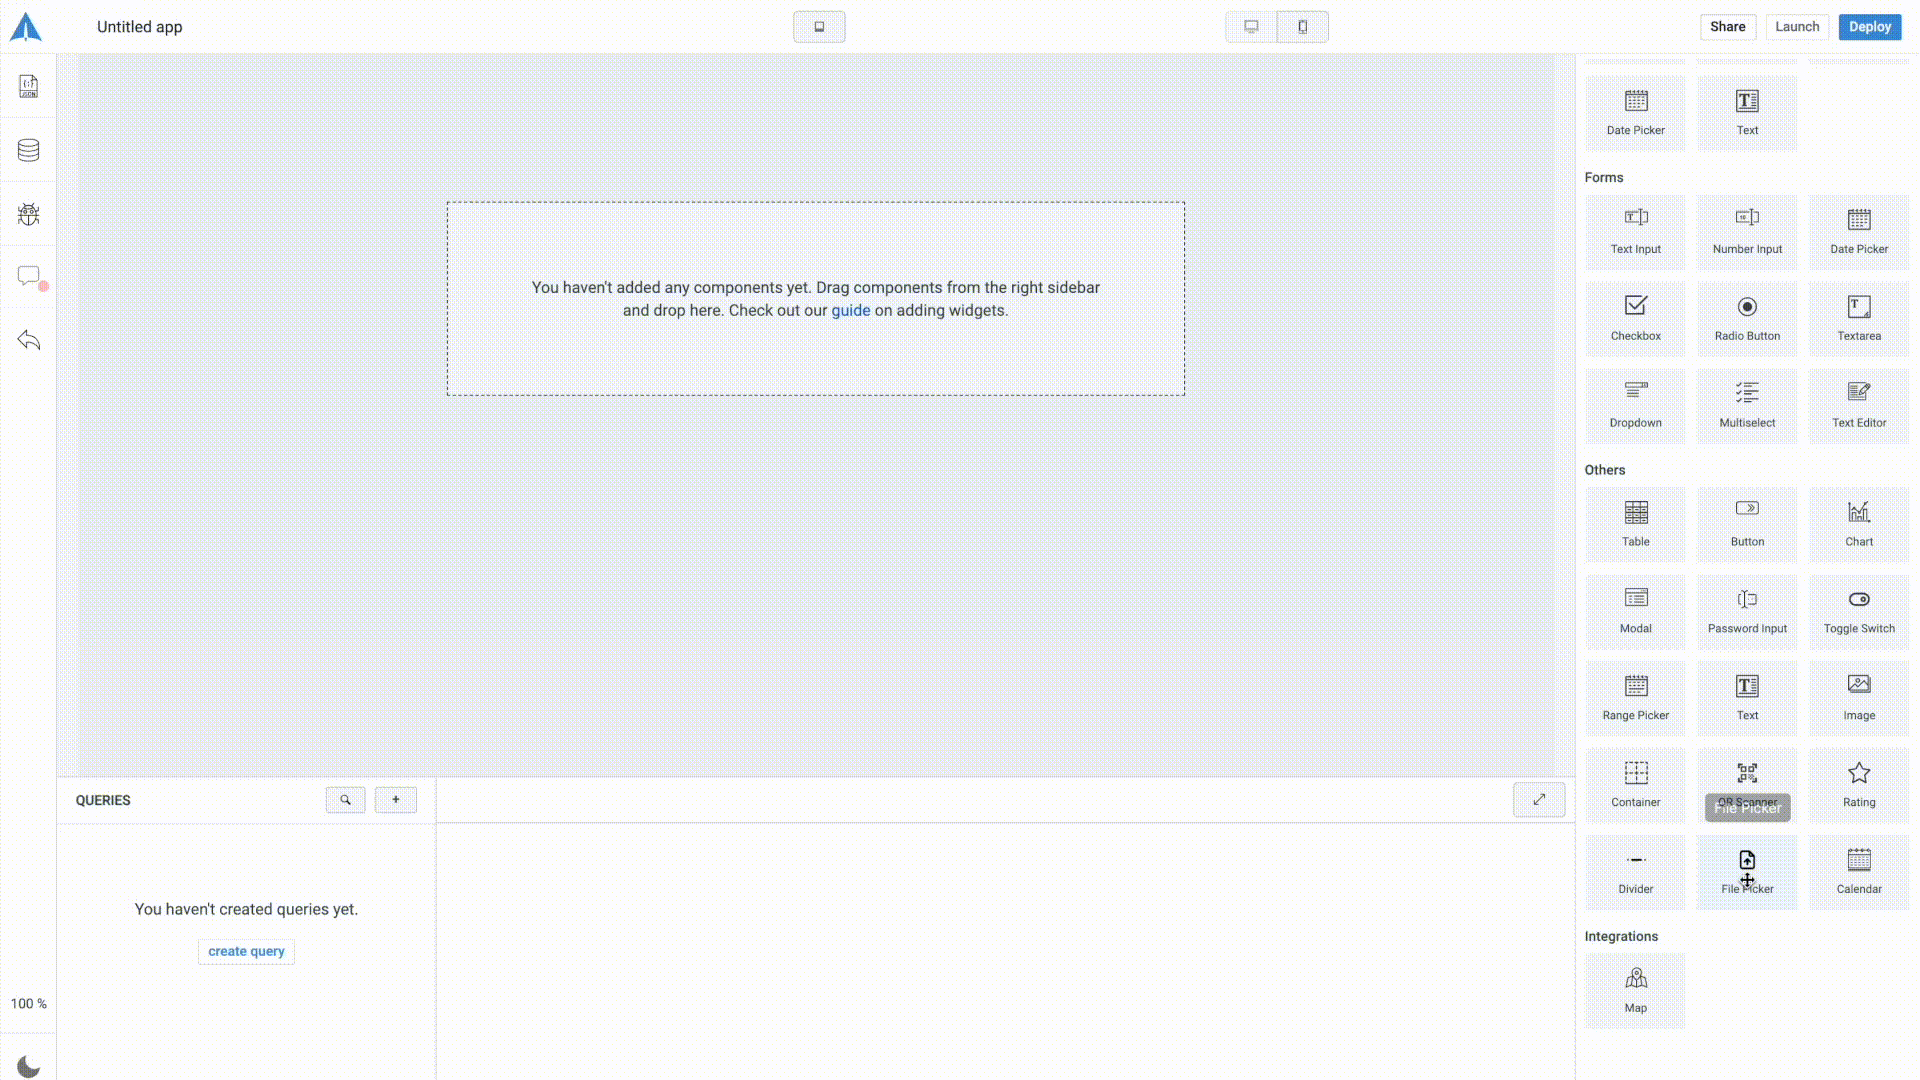 Untitled app
Share
Launch
Deploy
JSON
Date Picker
Text
Forms
Text Input
Number Input
Date Picker
Checkbox
Radio Button
Textarea
Dropdown
Multiselect
Text Editor
Others
Table
Button
Chart
Modal
Password Input
Toggle Switch
Range Picker
Text
Image
Container
QR Scanner
Rating
File Picker
Divider
File Picker
Calendar
Integrations
Map
You haven't added any components yet. Drag components from the right sidebar
and drop here. Check out our guide on adding widgets.
QUERIES
+
You haven't created queries yet.
create query
100 %